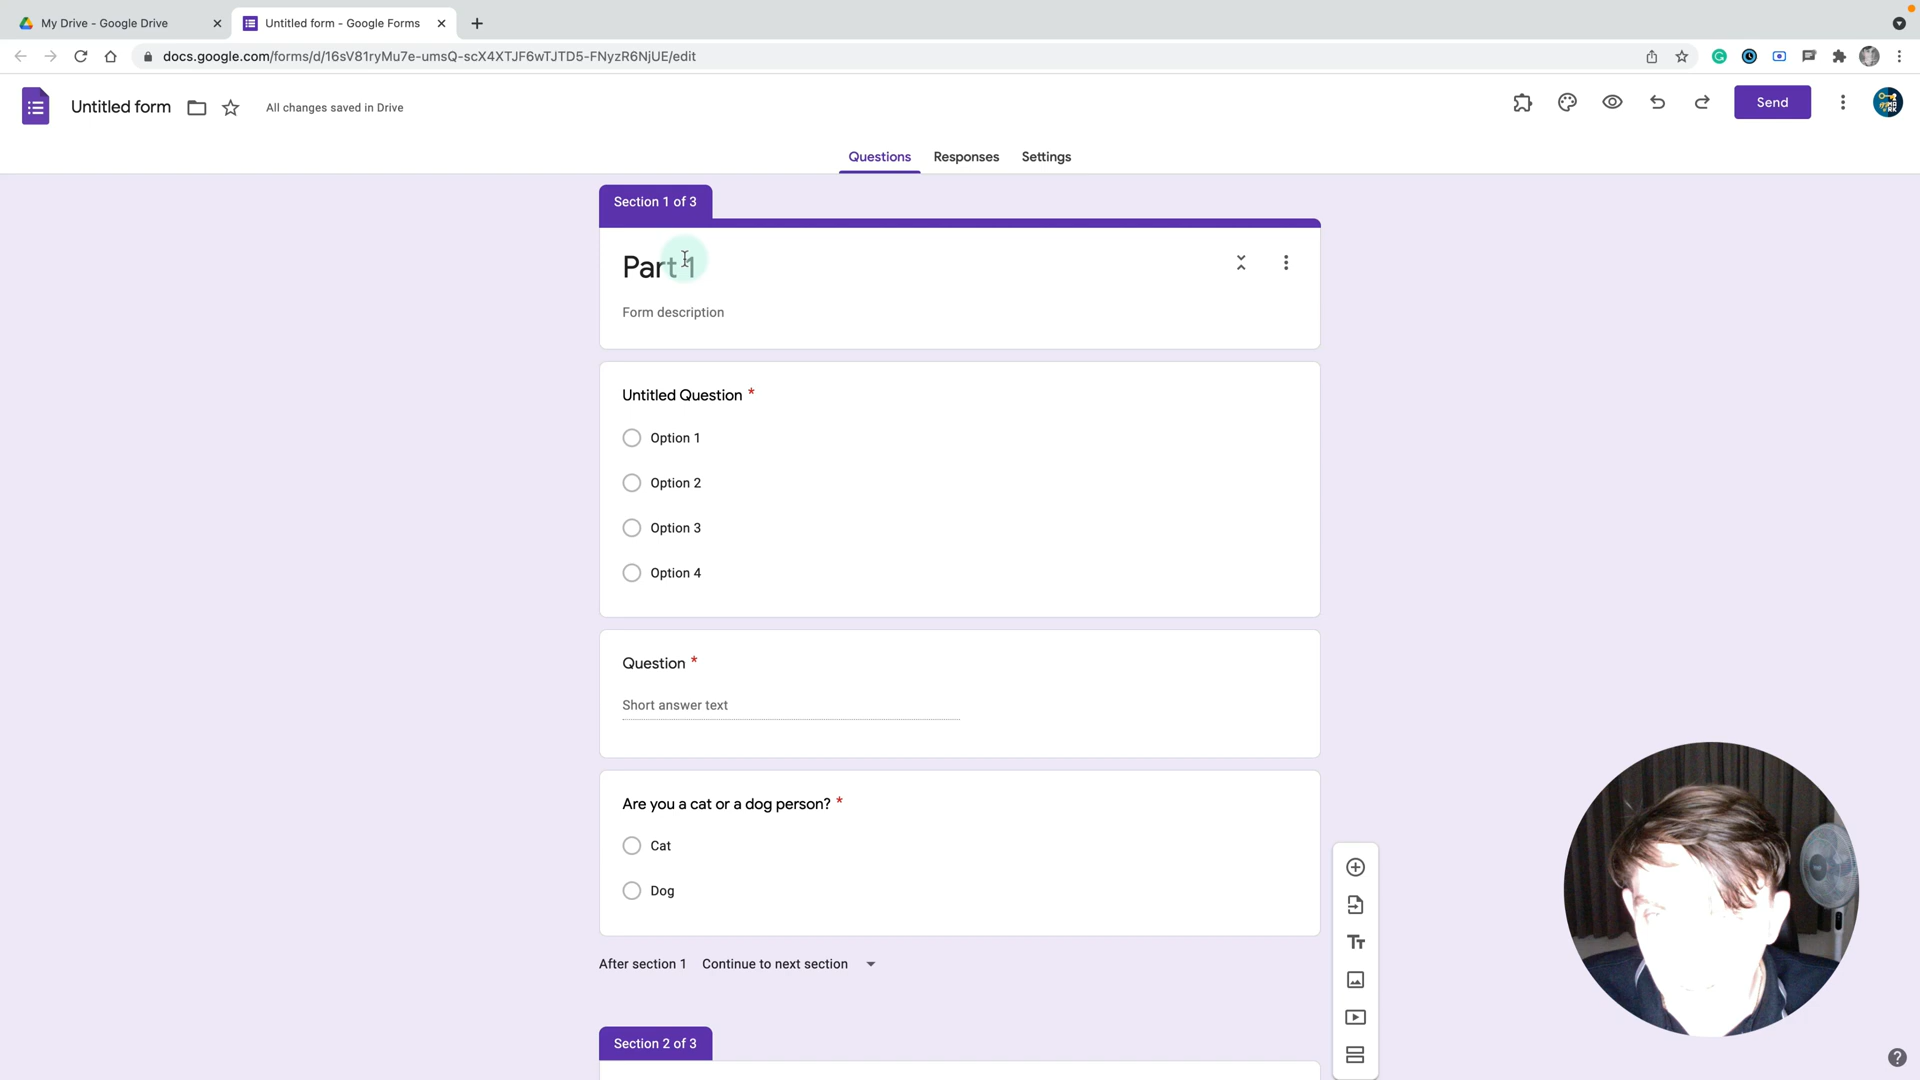 My Drive - Google Drive
Untitled form - Google Forms
docs.google.com/forms/d/16sV81ryMu7e-umsQ-scX4XTJF6wTJTD5-FNyzR6NjUE/edit
Untitled form
All changes saved in Drive
Send
Questions
Responses
Settings
Section 1 of 3
Part 1
Form description
Untitled Question *
Option 1
Option 2
Option 3
Option 4
Question *
Short answer text
Are you a cat or a dog person? *
Cat
Dog
After section 1 Continue to next section
Section 2 of 3